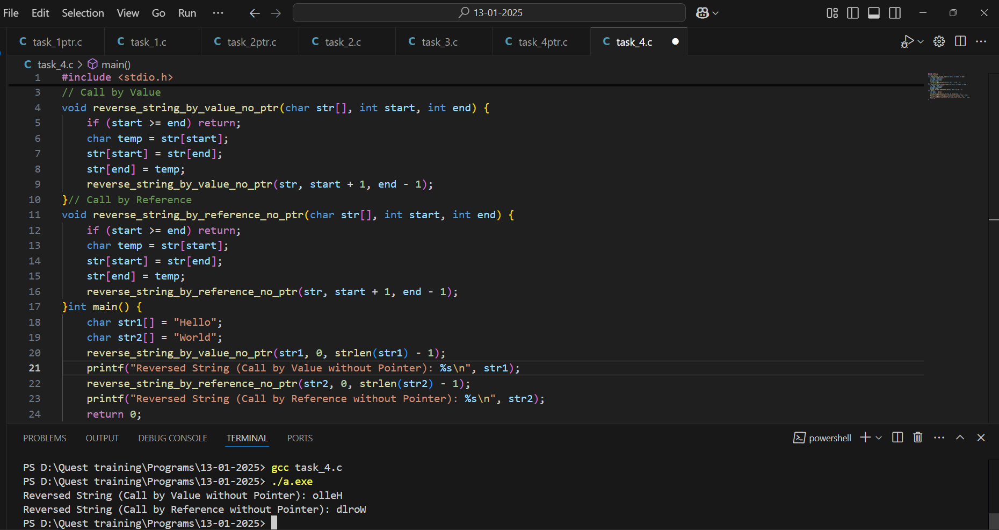 File Edit Selection View Go Run ··· 13-01-2025
C task_1ptr.c C task_1.c C task_2ptr.c C task_2.c C task_3.c C task_4ptr.c C task_4.c
C task_4.c > main()
1 #include <stdio.h>
3 // Call by Value
4 void reverse_string_by_value_no_ptr(char str[], int start, int end) {
5     if (start >= end) return;
6     char temp = str[start];
7     str[start] = str[end];
8     str[end] = temp;
9     reverse_string_by_value_no_ptr(str, start + 1, end - 1);
10 }// Call by Reference
11 void reverse_string_by_reference_no_ptr(char str[], int start, int end) {
12     if (start >= end) return;
13     char temp = str[start];
14     str[start] = str[end];
15     str[end] = temp;
16     reverse_string_by_reference_no_ptr(str, start + 1, end - 1);
17 }int main() {
18     char str1[] = "Hello";
19     char str2[] = "World";
20     reverse_string_by_value_no_ptr(str1, 0, strlen(str1) - 1);
21     printf("Reversed String (Call by Value without Pointer): %s\n", str1);
22     reverse_string_by_reference_no_ptr(str2, 0, strlen(str2) - 1);
23     printf("Reversed String (Call by Reference without Pointer): %s\n", str2);
24     return 0;
PROBLEMS OUTPUT DEBUG CONSOLE TERMINAL PORTS powershell
PS D:\Quest training\Programs\13-01-2025> gcc task_4.c
PS D:\Quest training\Programs\13-01-2025> ./a.exe
Reversed String (Call by Value without Pointer): olleH
Reversed String (Call by Reference without Pointer): dlroW
PS D:\Quest training\Programs\13-01-2025>